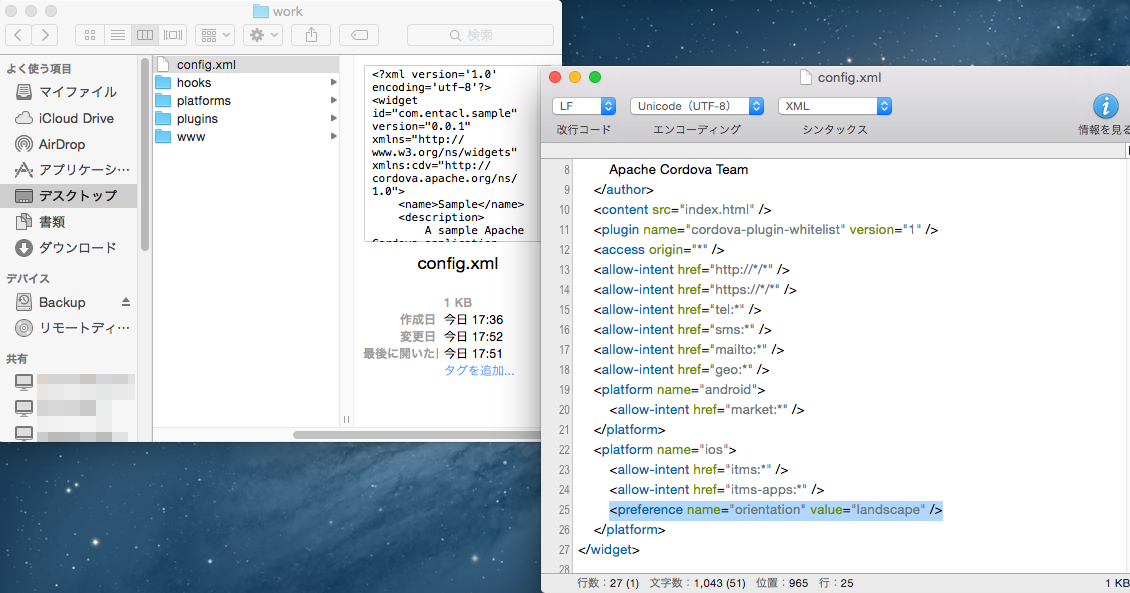 work
検索
よく使う項目
マイファイル
iCloud Drive
AirDrop
アプリケーシ…
デスクトップ
書類
ダウンロード
デバイス
Backup
リモートディ…
共有
config.xml
hooks
platforms
plugins
www
<?xml version='1.0'
encoding='utf-8'?>
<widget
id="com.entacl.sample"
version="0.0.1"
xmlns="http://
www.w3.org/ns/widgets"
xmlns:cdv="http://
cordova.apache.org/ns/
1.0">
<name>Sample</name>
<description>
A sample Apache
Cordova application
config.xml
1 KB
作成日 今日 17:36
変更日 今日 17:52
最後に開いた 今日 17:51
タグを追加...
config.xml
LF
Unicode（UTF-8）
XML
改行コード
エンコーディング
シンタックス
情報を見る
8 Apache Cordova Team
9 </author>
10 <content src="index.html" />
11 <plugin name="cordova-plugin-whitelist" version="1" />
12 <access origin="*" />
13 <allow-intent href="http://*/*" />
14 <allow-intent href="https://*/*" />
15 <allow-intent href="tel:*" />
16 <allow-intent href="sms:*" />
17 <allow-intent href="mailto:*" />
18 <allow-intent href="geo:*" />
19 <platform name="android">
20 <allow-intent href="market:*" />
21 </platform>
22 <platform name="ios">
23 <allow-intent href="itms:*" />
24 <allow-intent href="itms-apps:*" />
25 <preference name="orientation" value="landscape" />
26 </platform>
27 </widget>
28
行数：27 (1) 文字数：1,043 (51) 位置：965 行：25
1 KB